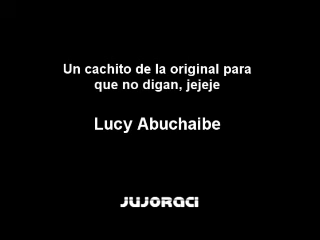 Un cachito de la original para
que no digan, jejeje
Lucy Abuchaibe
JUJORACI